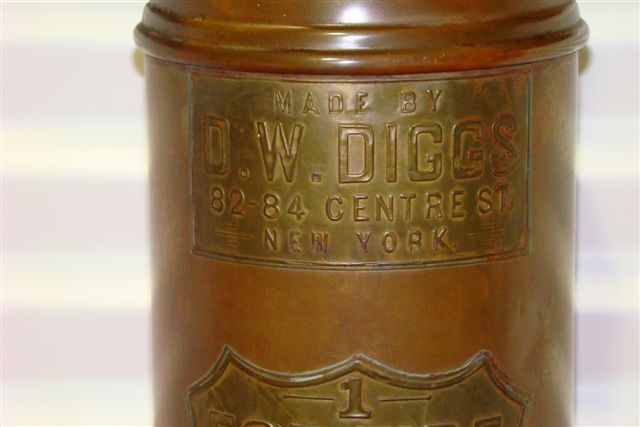 MADE BY
D.W. DIGGS
82-84 CENTRE ST.
NEW YORK.
1